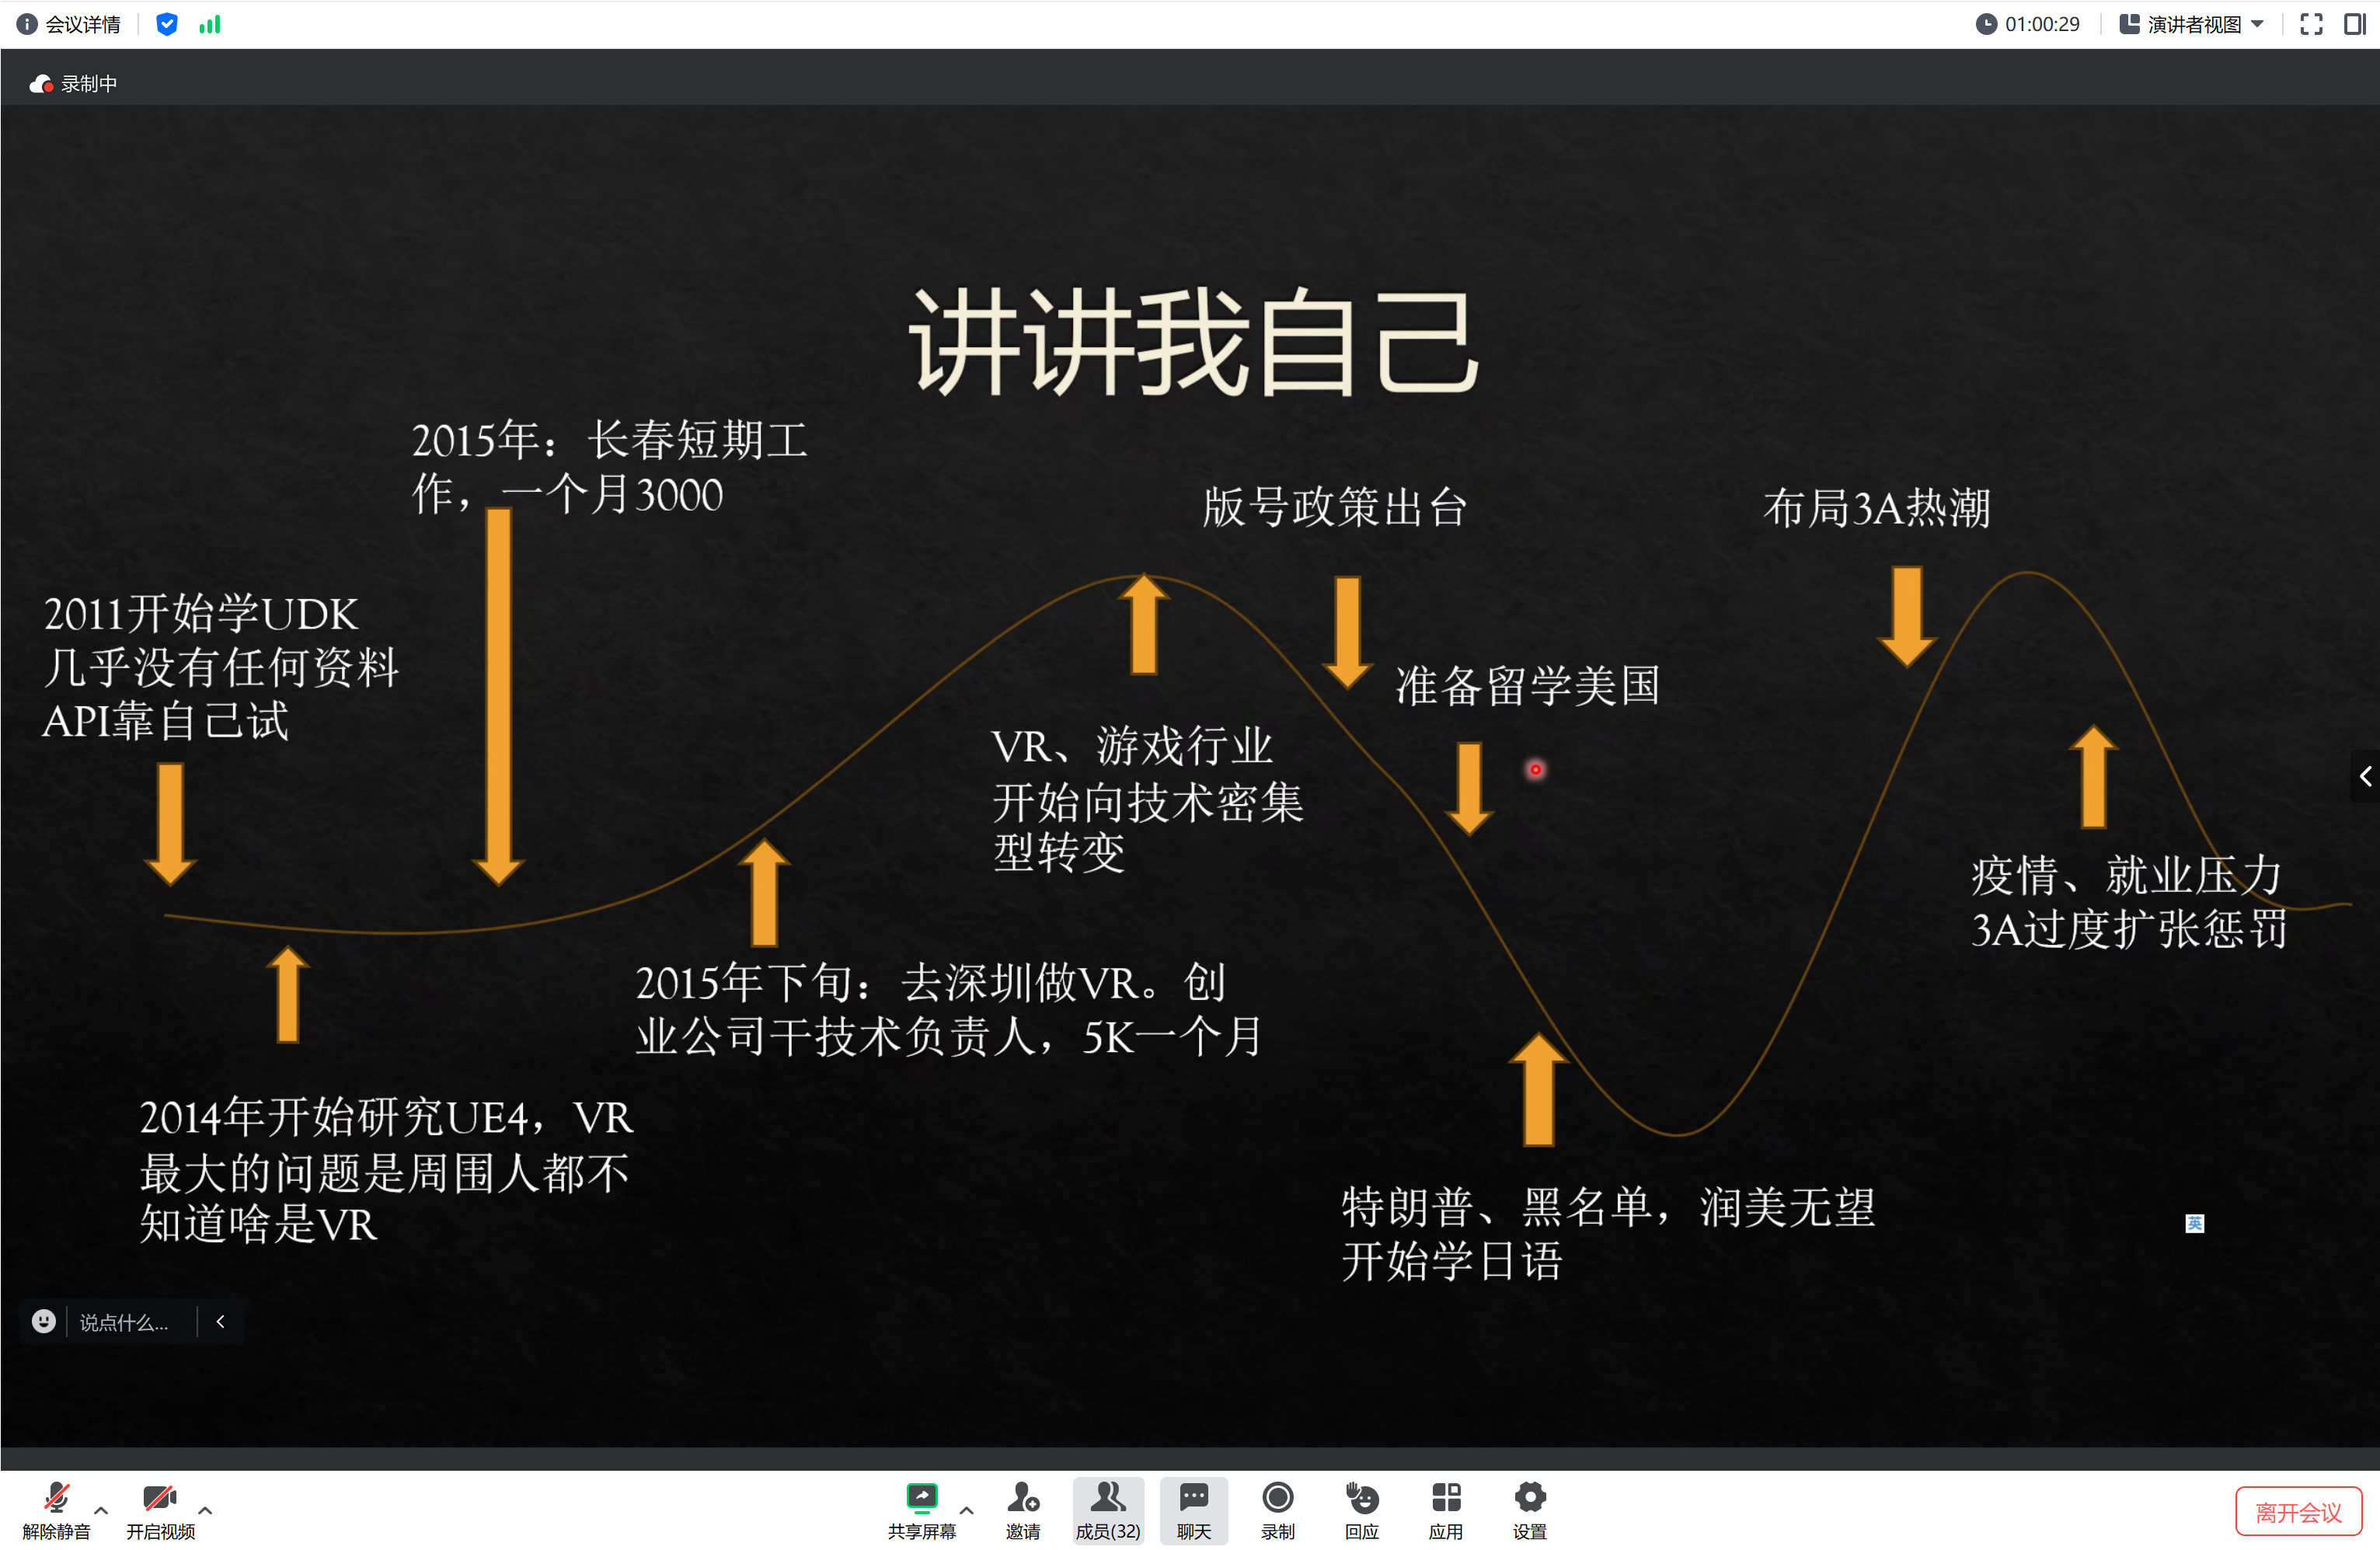 会议详情
01:00:29
演讲者视图
录制中
讲讲我自己
2015年：长春短期工
作，一个月3000
版号政策出台
布局3A热潮
2011开始学UDK
几乎没有任何资料
API靠自己试
准备留学美国
VR、游戏行业
开始向技术密集
型转变
疫情、就业压力
3A过度扩张惩罚
2015年下旬：去深圳做VR。创
业公司干技术负责人，5K一个月
2014年开始研究UE4，VR
最大的问题是周围人都不
知道啥是VR
特朗普、黑名单，润美无望
开始学日语
英
说点什么...
解除静音
开启视频
共享屏幕
邀请
成员(32)
聊天
录制
回应
应用
设置
离开会议